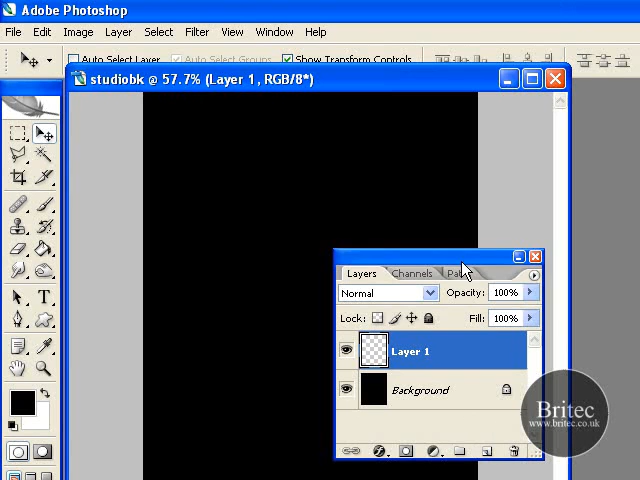 Adobe Photoshop
File Edit Image Layer Select Filter View Window Help
Auto Select Layer Auto Select Groups Show Transform Controls
studiobk @ 57.7% (Layer 1, RGB/8*)
Layers Channels
Normal Opacity: 100%
Lock: Fill: 100%
Layer 1
Background
T
Britec
www.britec.co.uk